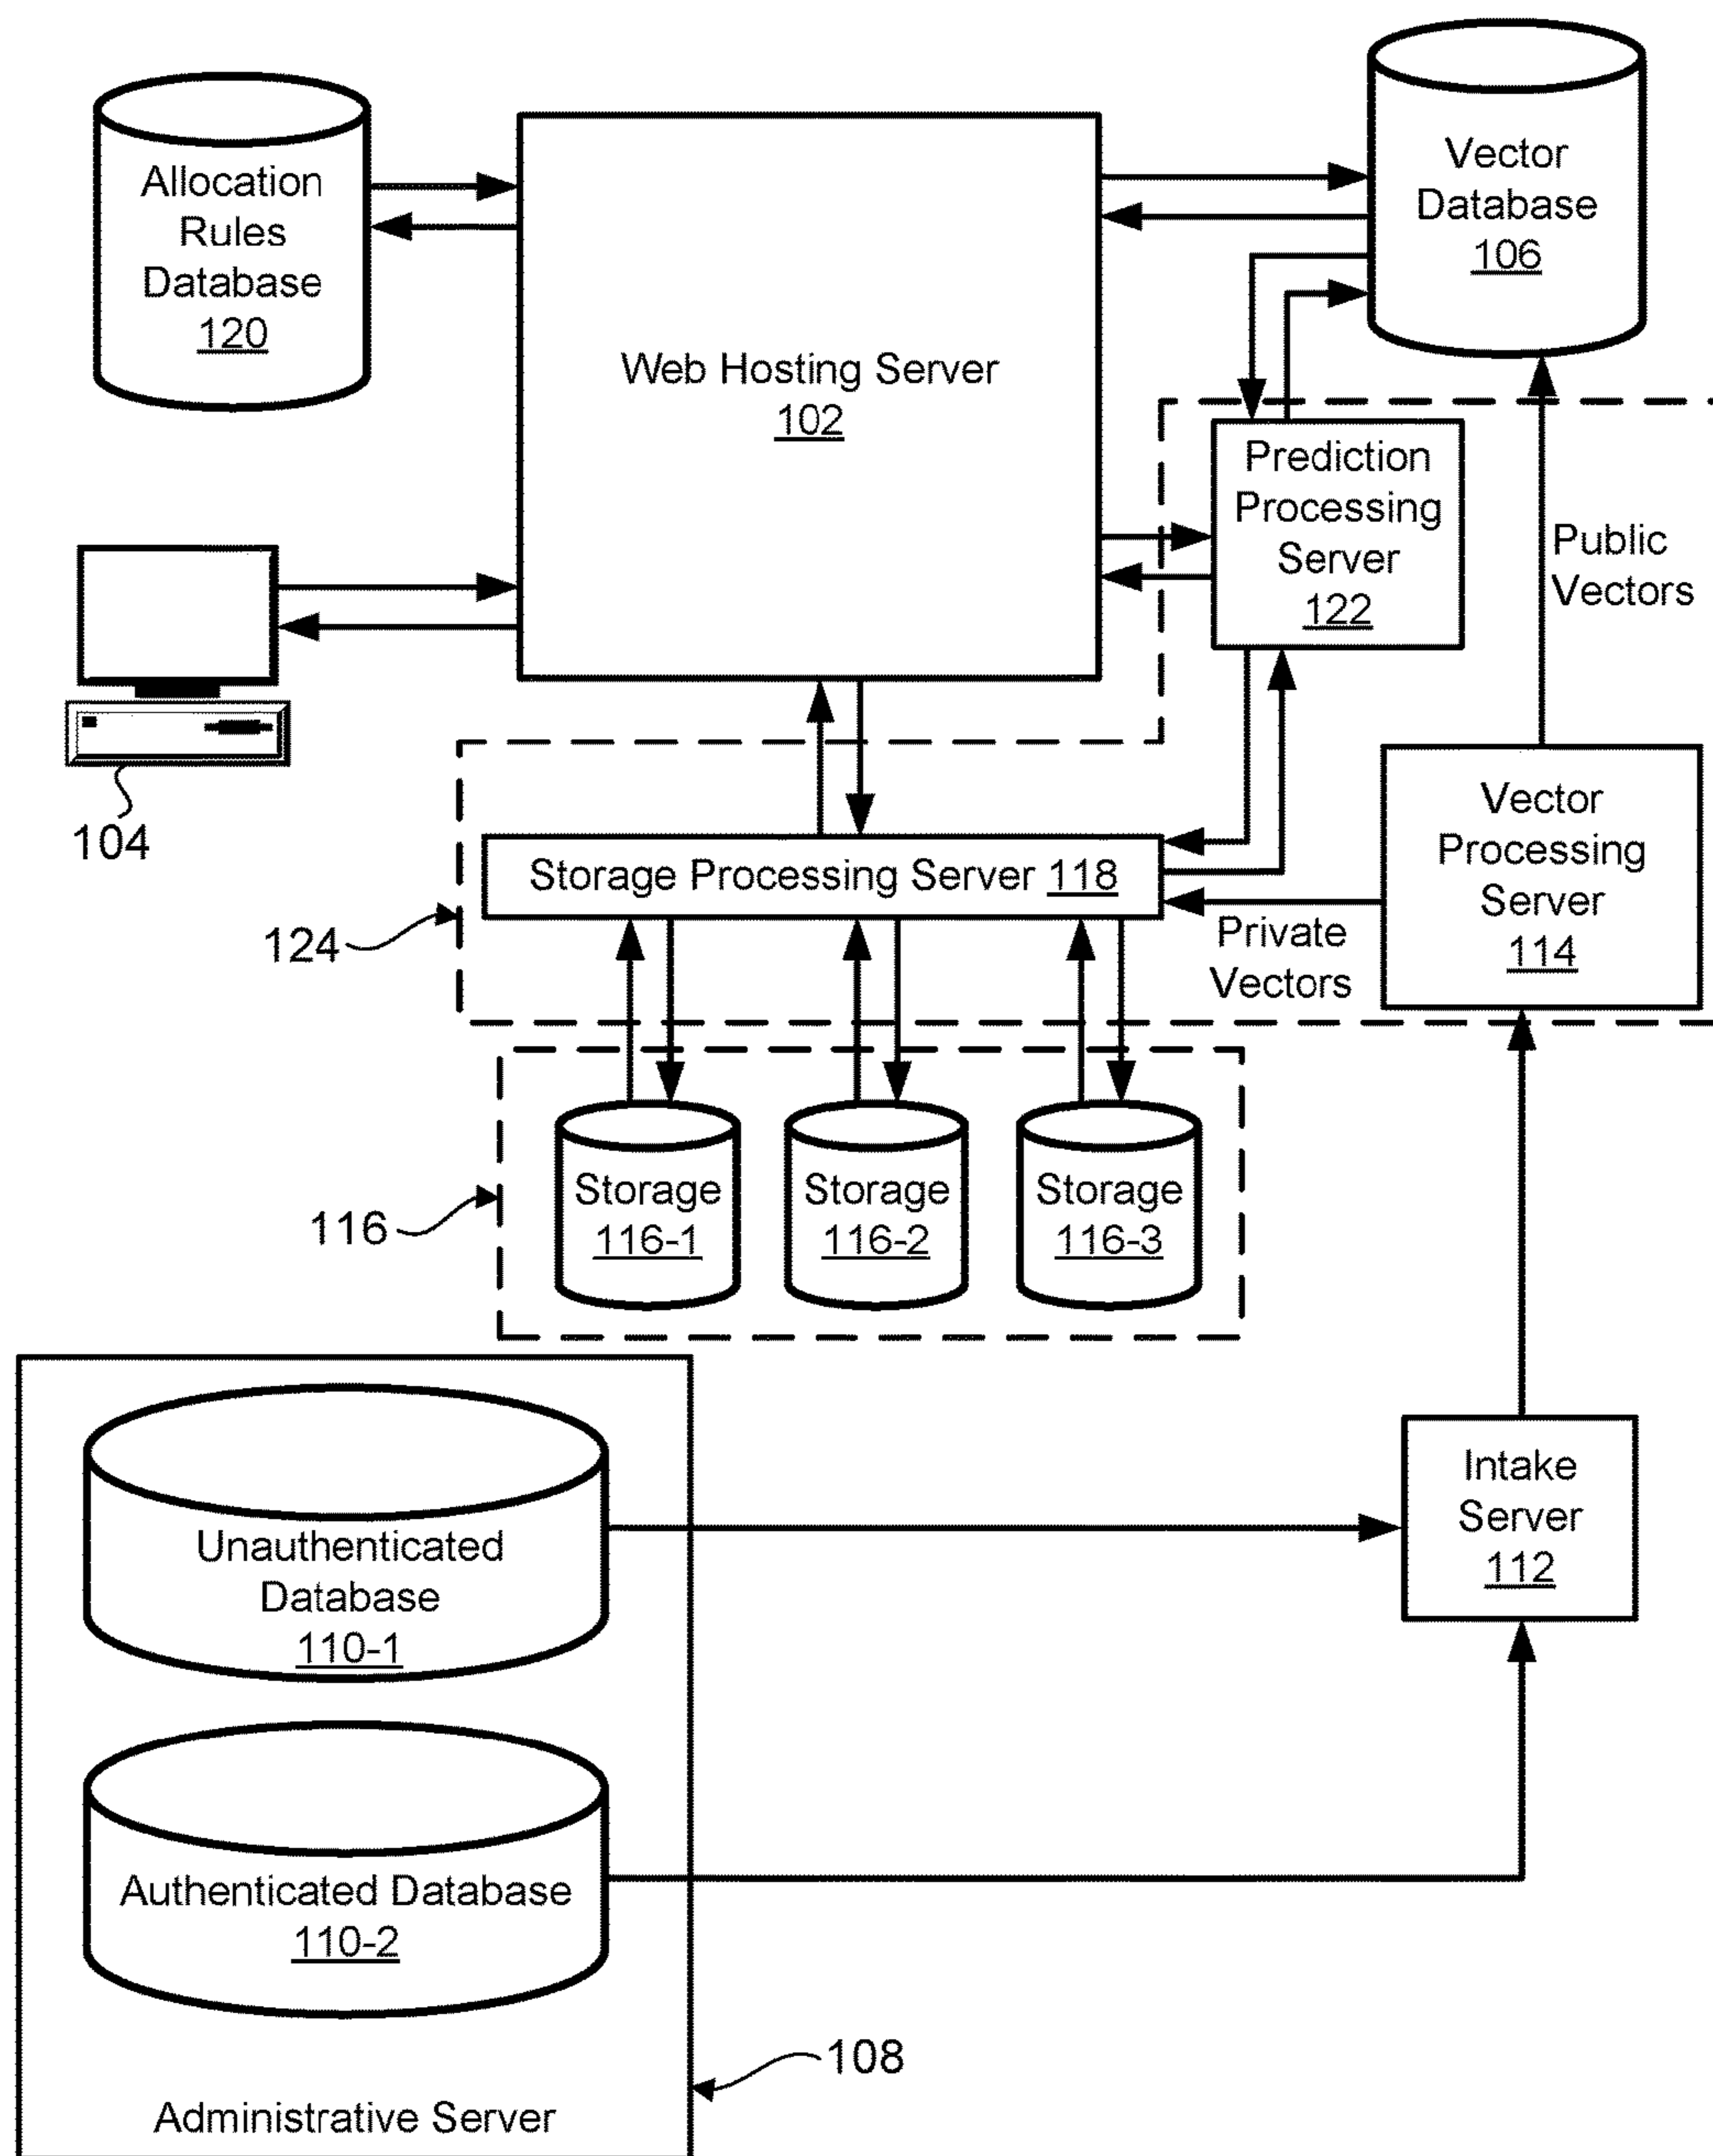 Allocation
Rules
Database
120
Web Hosting Server
102
Vector
Database
106
Prediction
Processing
Server
122
Public
Vectors
104
Vector
Processing
Server
114
Storage Processing Server 118
124
Private
Vectors
116
Storage
116-1
Storage
116-2
Storage
116-3
Unauthenticated
Database
110-1
Intake
Server
112
Authenticated Database
110-2
108
Administrative Server